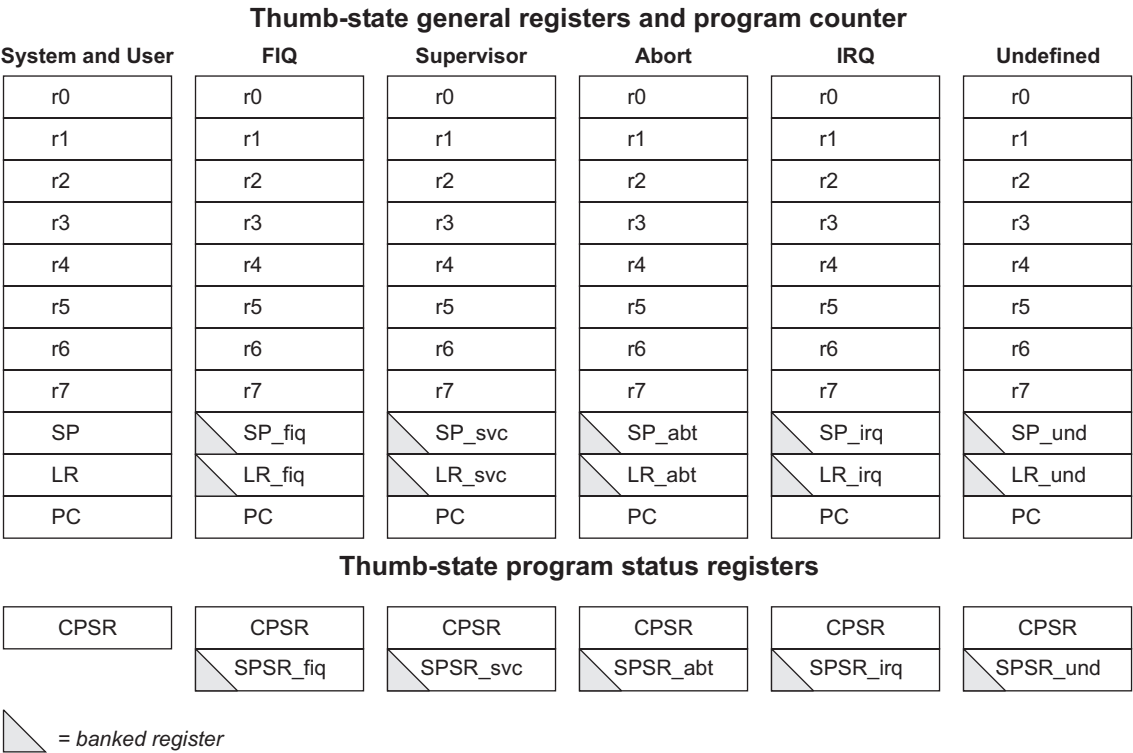 Thumb-state general registers and program counter
System and User FIQ Supervisor Abort IRQ Undefined
r0 r0 r0 r0 r0 r0
r1 r1 r1 r1 r1 r1
r2 r2 r2 r2 r2 r2
r3 r3 r3 r3 r3 r3
r4 r4 r4 r4 r4 r4
r5 r5 r5 r5 r5 r5
r6 r6 r6 r6 r6 r6
r7 r7 r7 r7 r7 r7
SP SP_fiq SP_svc SP_abt SP_irq SP_und
LR LR_fiq LR_svc LR_abt LR_irq LR_und
PC PC PC PC PC PC
Thumb-state program status registers
CPSR CPSR CPSR CPSR CPSR CPSR
SPSR_fiq SPSR_svc SPSR_abt SPSR_irq SPSR_und
= banked register